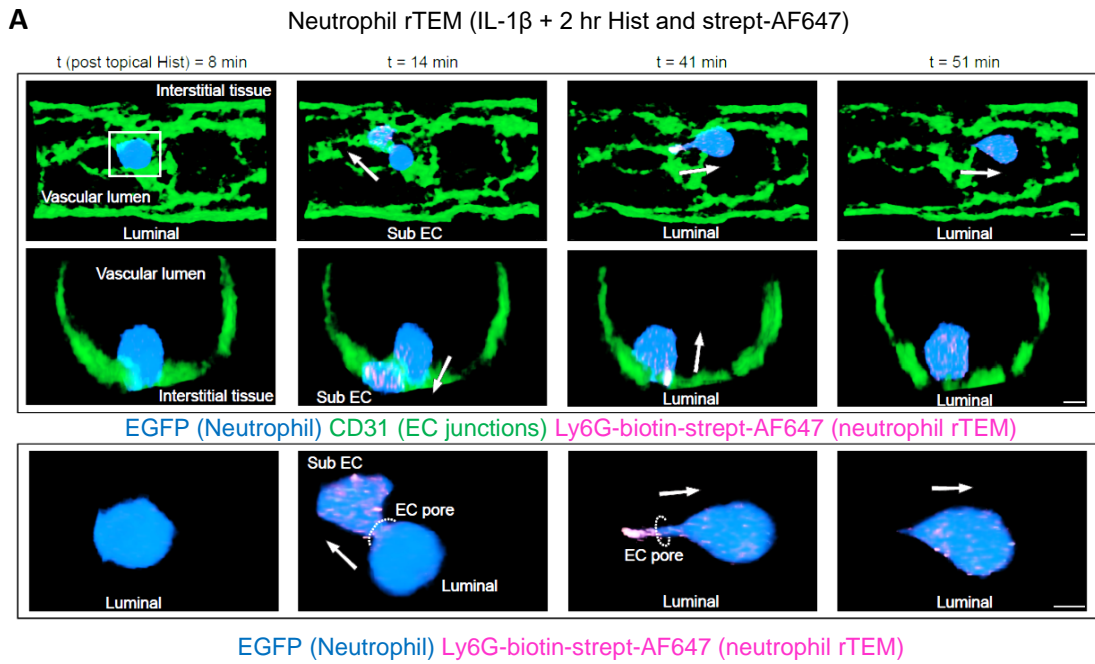 A
Neutrophil rTEM (IL-1β + 2 hr Hist and strept-AF647)
t (post topical Hist) = 8 min
t = 14 min
t = 41 min
t = 51 min
Interstitial tissue
Vascular lumen
Luminal
Sub EC
Luminal
Luminal
Vascular lumen
Interstitial tissue
Sub EC
Luminal
Luminal
EGFP (Neutrophil) CD31 (EC junctions) Ly6G-biotin-strept-AF647 (neutrophil rTEM)
Luminal
Sub EC
EC pore
Luminal
EC pore
Luminal
Luminal
EGFP (Neutrophil) Ly6G-biotin-strept-AF647 (neutrophil rTEM)